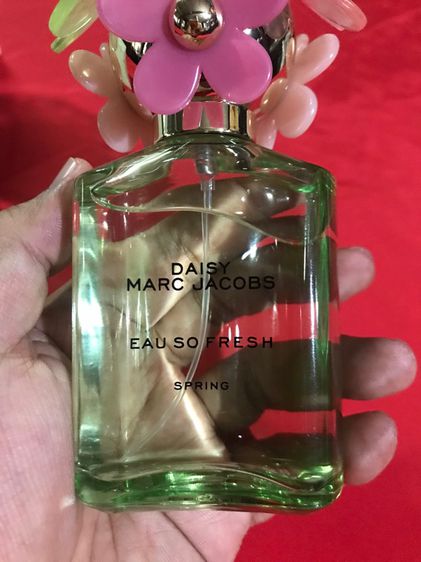 DAISY
MARC JACOBS
EAU SO FRESH
SPRING